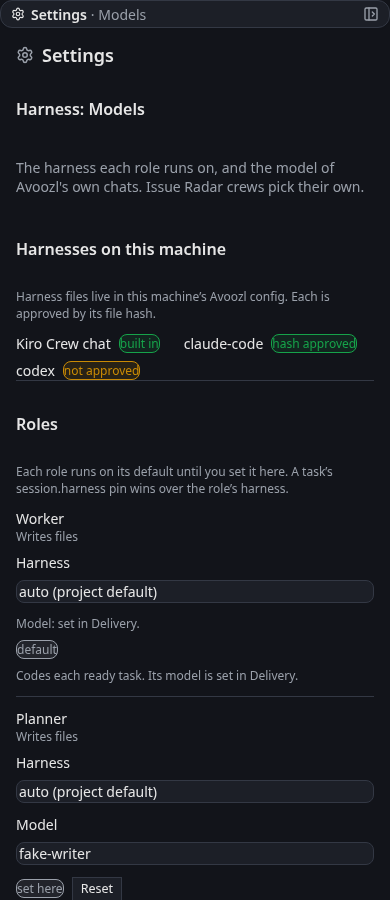 Settings · Models
Settings
Harness: Models
The harness each role runs on, and the model of
Avoozl's own chats. Issue Radar crews pick their own.
Harnesses on this machine
Harness files live in this machine’s Avoozl config. Each is
approved by its file hash.
Kiro Crew chat built in claude-code hash approved
codex not approved
Roles
Each role runs on its default until you set it here. A task’s
session.harness pin wins over the role’s harness.
Worker
Writes files
Harness
auto (project default)
Model: set in Delivery.
default
Codes each ready task. Its model is set in Delivery.
Planner
Writes files
Harness
auto (project default)
Model
fake-writer
set here Reset